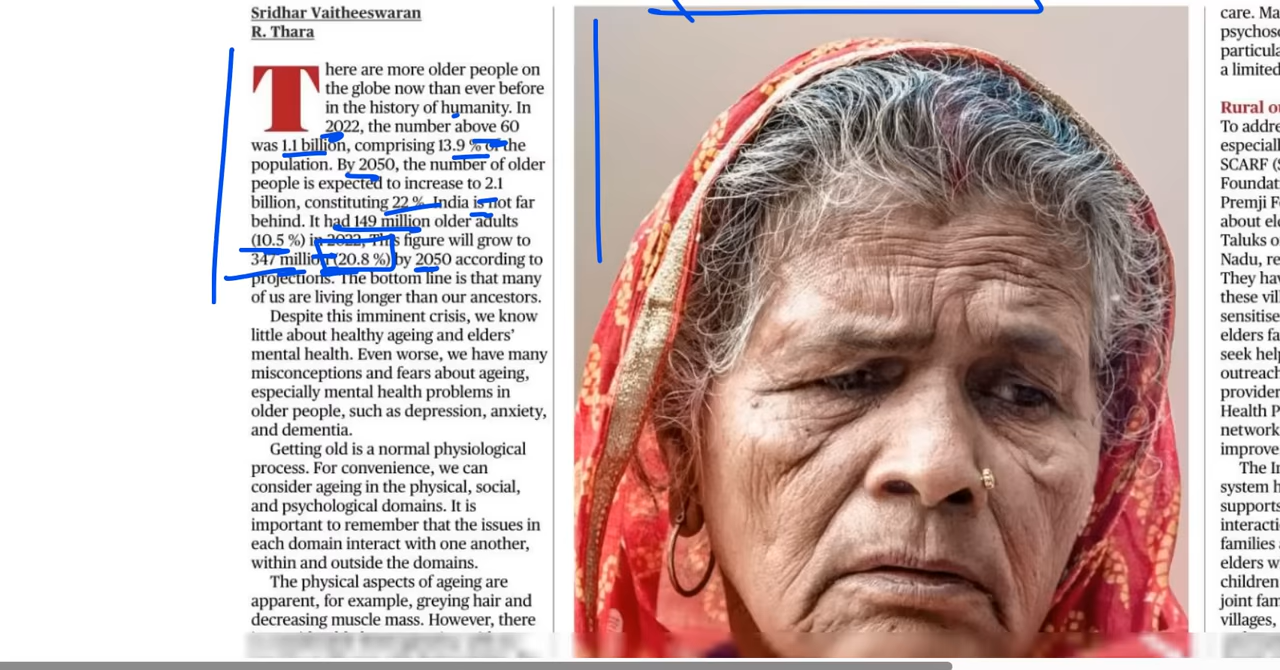 Sridhar Vaitheeswaran
R. Thara
There are more older people on
the globe now than ever before
in the history of humanity. In
2022, the number above 60
was 1.1 billion, comprising 13.9 % of the
population. By 2050, the number of older
people is expected to increase to 2.1
billion, constituting 22 %. India is not far
behind. It had 149 million older adults
(10.5 %) in 2022. This figure will grow to
347 million (20.8 %) by 2050 according to
projections. The bottom line is that many
of us are living longer than our ancestors.
Despite this imminent crisis, we know
little about healthy ageing and elders’
mental health. Even worse, we have many
misconceptions and fears about ageing,
especially mental health problems in
older people, such as depression, anxiety,
and dementia.
Getting old is a normal physiological
process. For convenience, we can
consider ageing in the physical, social,
and psychological domains. It is
important to remember that the issues in
each domain interact with one another,
within and outside the domains.
The physical aspects of ageing are
apparent, for example, greying hair and
decreasing muscle mass. However, there
care. Ma
psychos
particula
a limited
Rural o
To addre
especiall
SCARF (S
Foundat
Premji F
about el
Taluks o
Nadu, re
They hav
these vil
sensitise
elders fa
seek hel
outreach
provider
Health P
network
improve
The I
system h
supports
interacti
families
elders w
children
joint fam
villages,